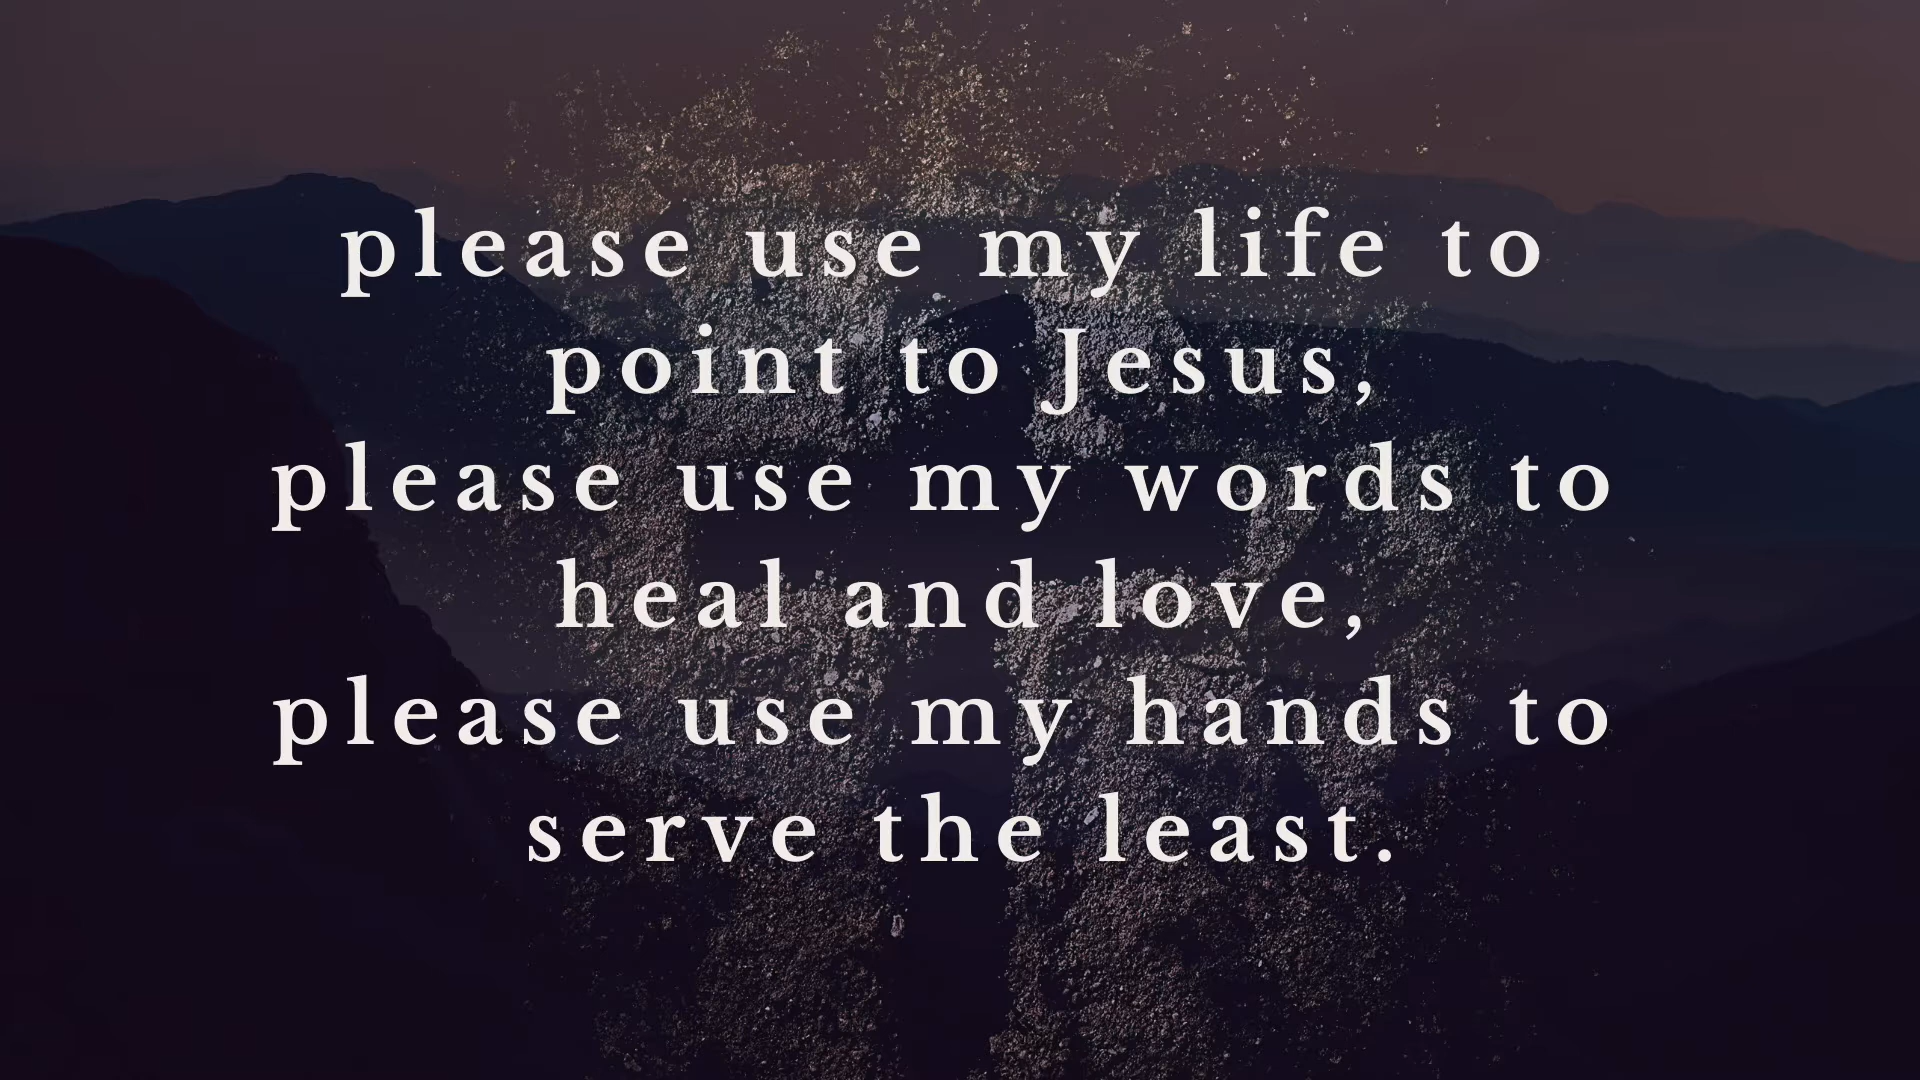 please use my life to
point to Jesus,
please use my words to
heal and love,
please use my hands to
serve the least.